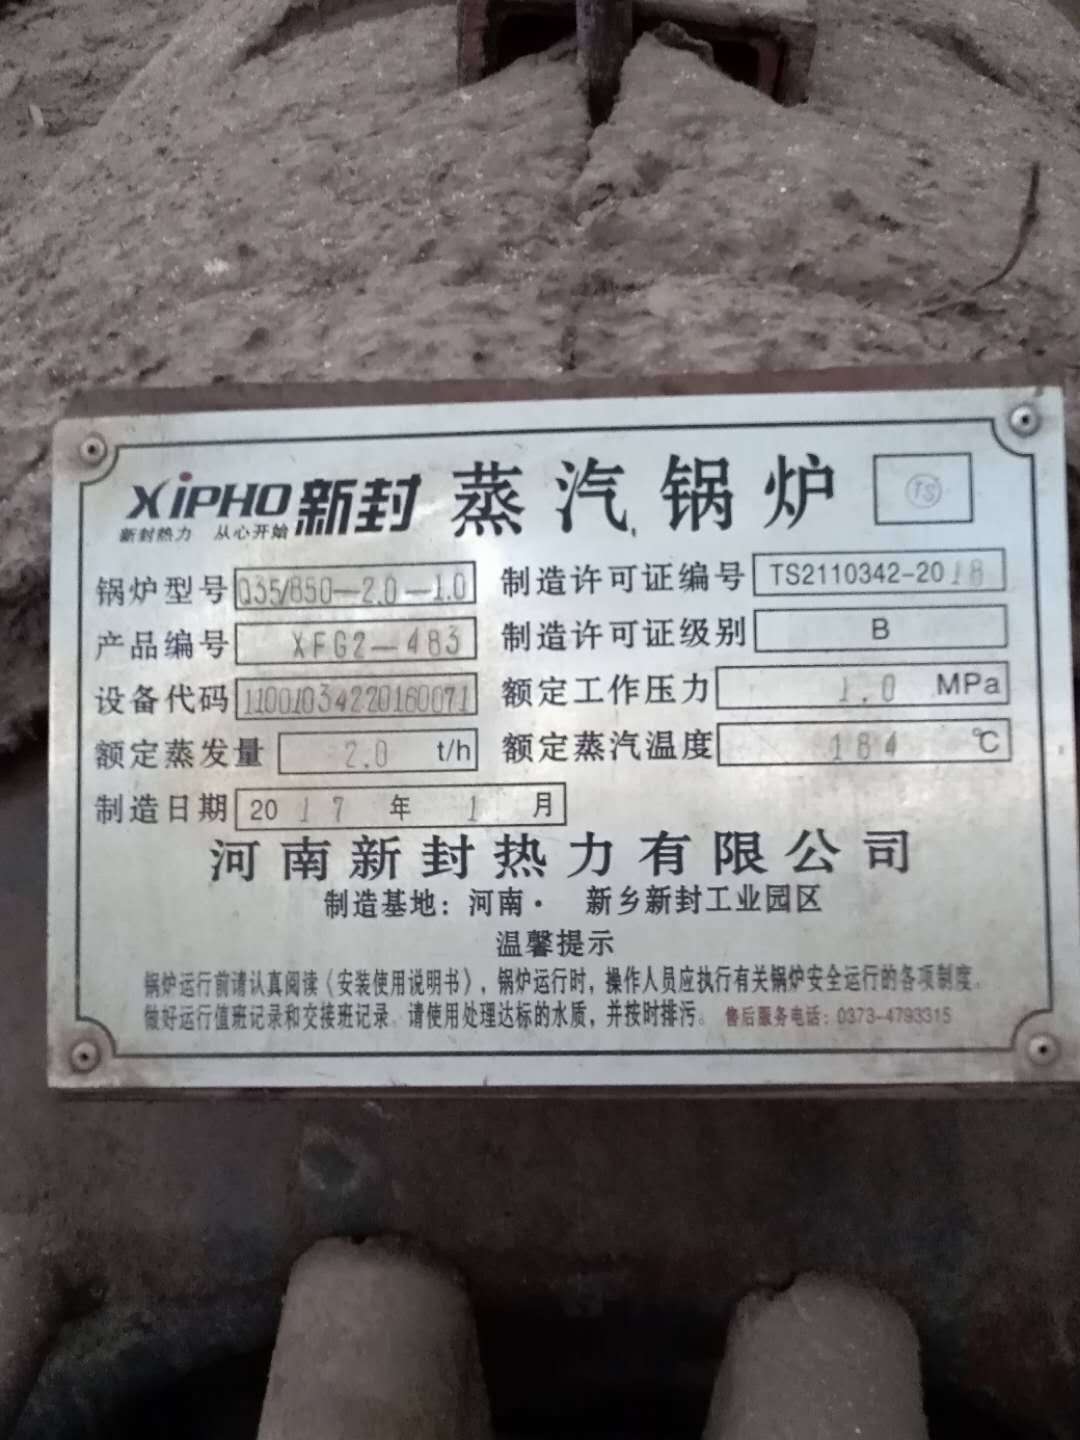 XiPHO 新封 蒸汽锅炉 TS
新封热力 从心开始
锅炉型号 Q35/850-2.0-1.0 制造许可证编号 TS2110342-2018
产品编号 XFG2-483 制造许可证级别 B
设备代码 11001034220160071 额定工作压力 1.0 MPa
额定蒸发量 2.0 t/h 额定蒸汽温度 184 ℃
制造日期 2017 年 1 月
河南新封热力有限公司
制造基地：河南· 新乡新封工业园区
温馨提示
锅炉运行前请认真阅读（安装使用说明书），锅炉运行时，操作人员应执行有关锅炉安全运行的各项制度，
做好运行值班记录和交接班记录。请使用处理达标的水质，并按时排污。 售后服务电话：0373-4793315